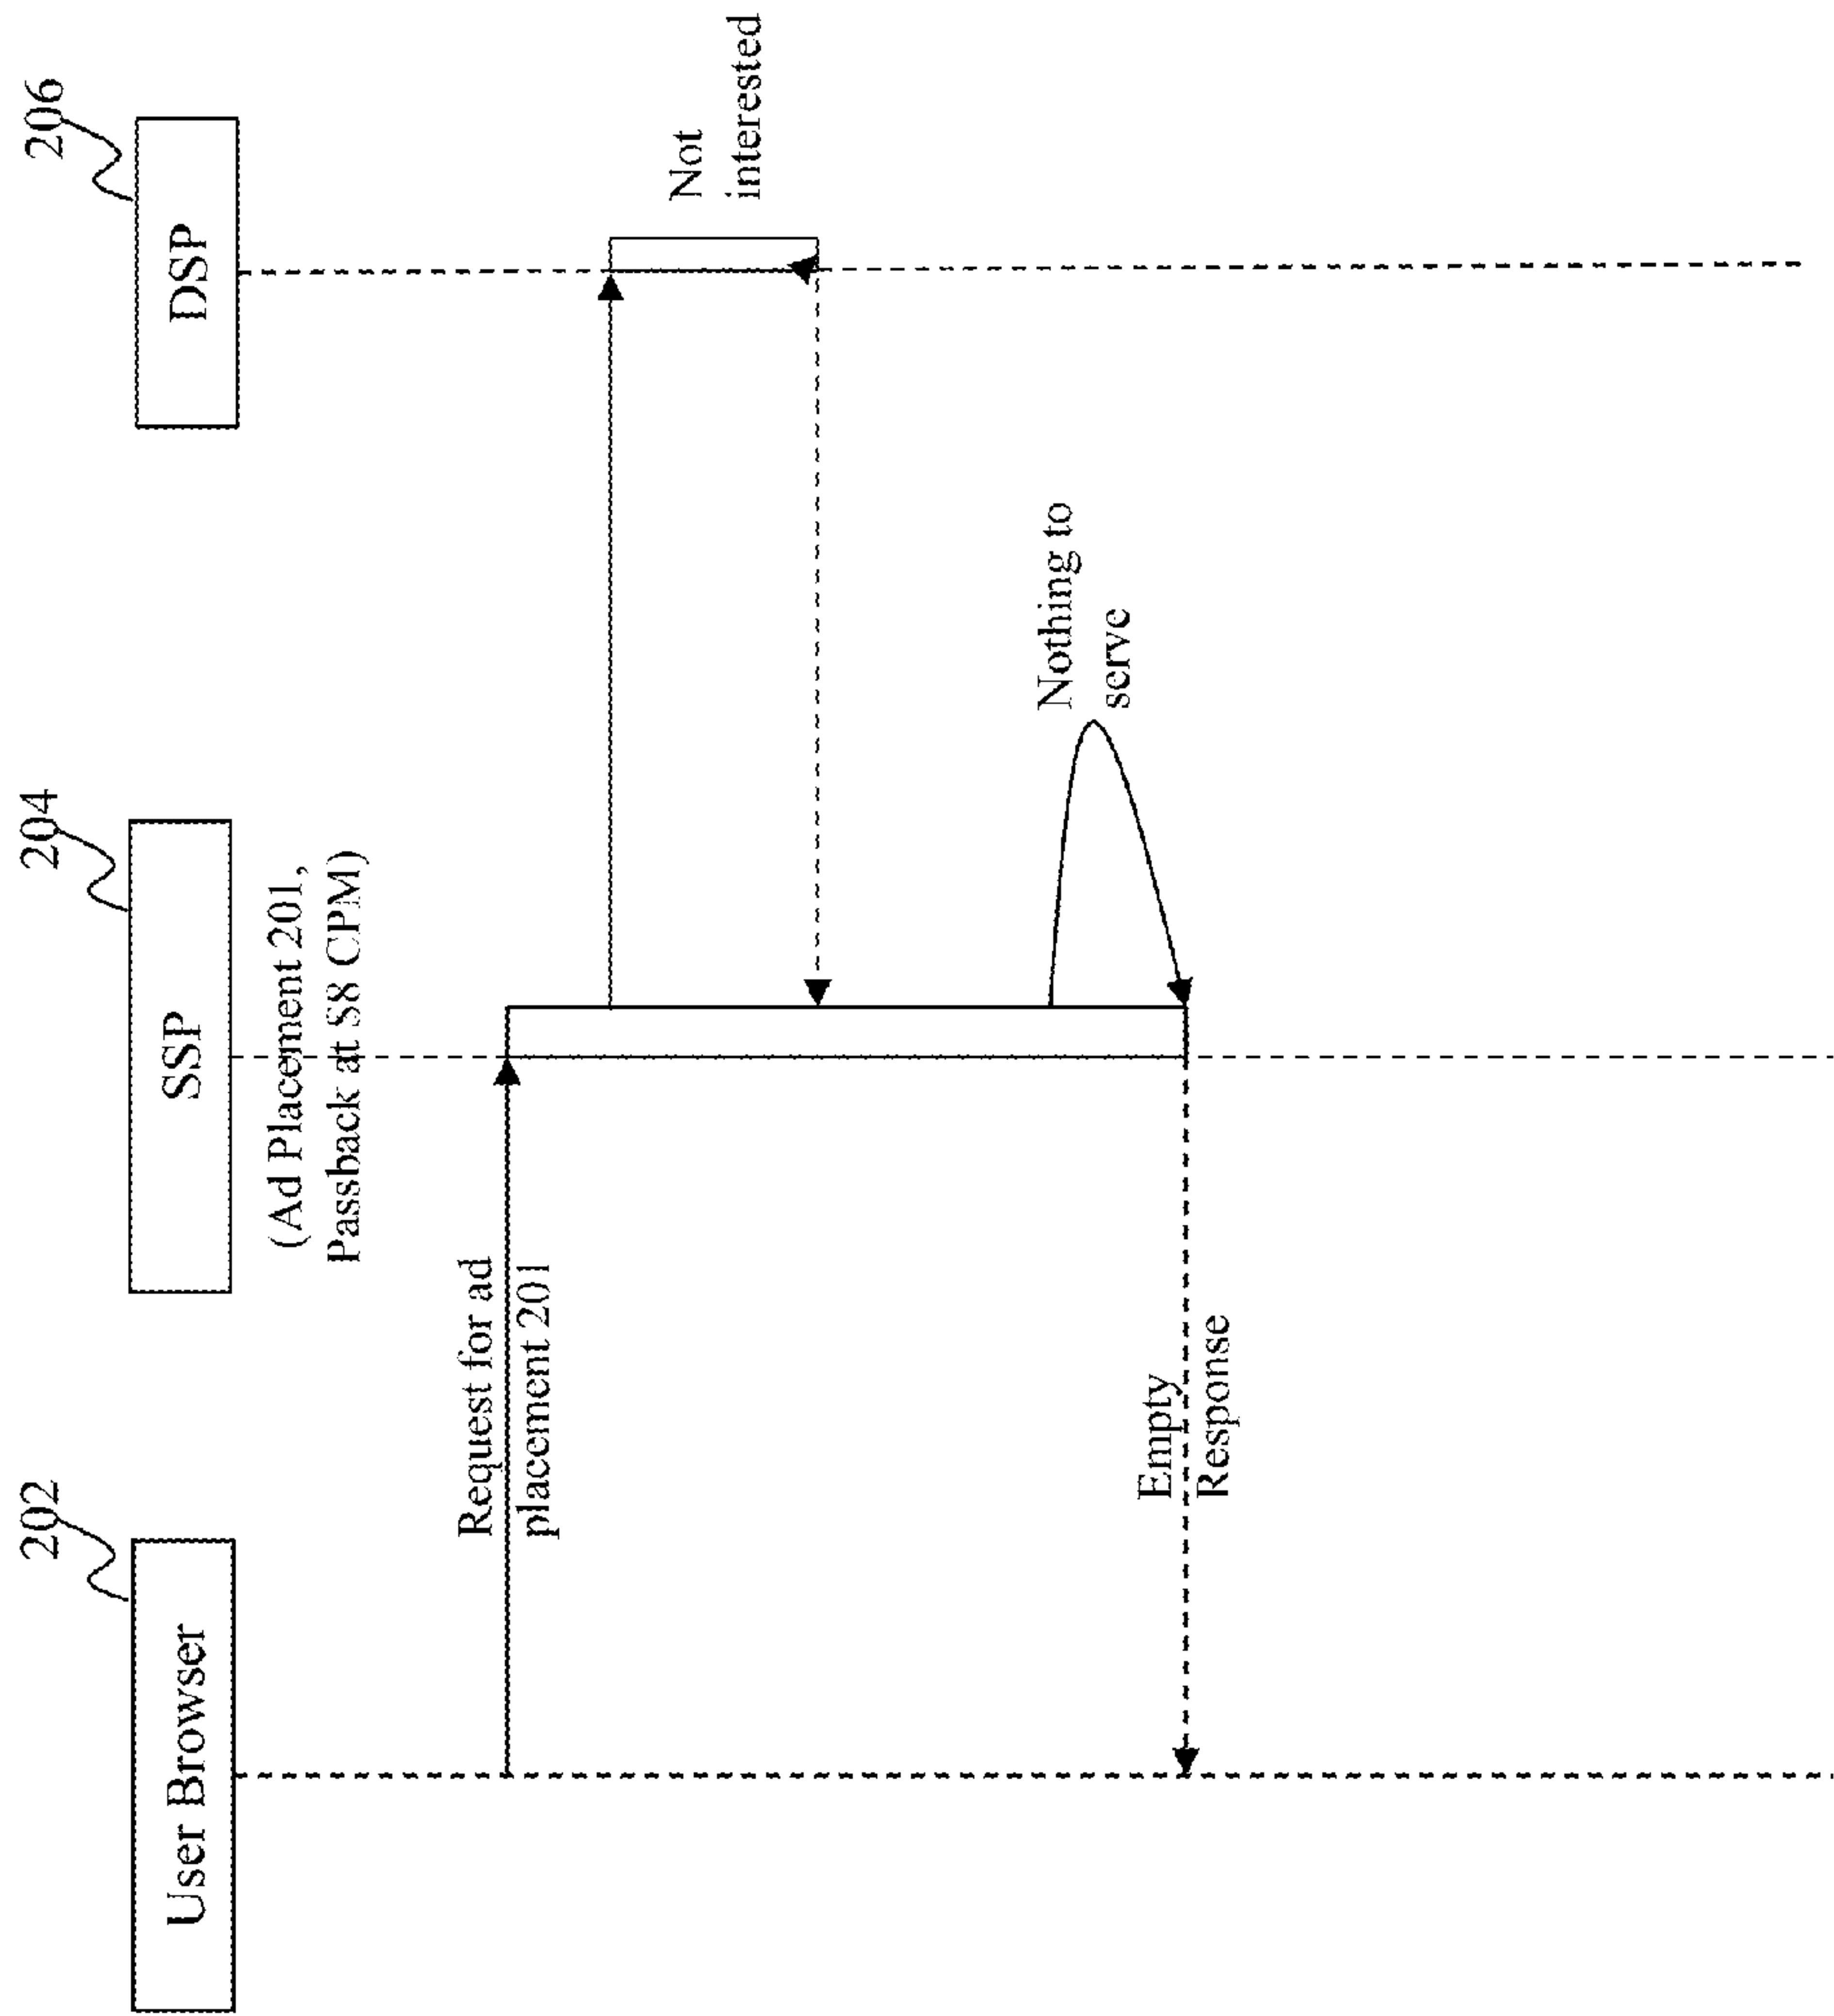 202
204
206
User Browser
SSP
DSP
(Ad Placement 201,
Passback at $8 CPM)
Request for ad
placement 201
Not
interested
Nothing to
serve
Empty
Response